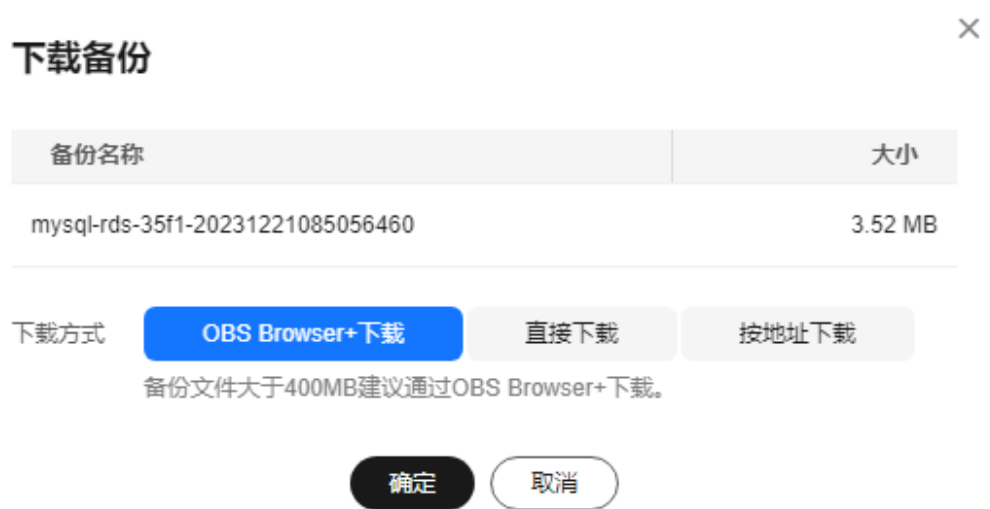 下载备份
备份名称 大小
mysql-rds-35f1-20231221085056460 3.52 MB
下载方式 OBS Browser+下载 直接下载 按地址下载
备份文件大于400MB建议通过OBS Browser+下载。
确定 取消